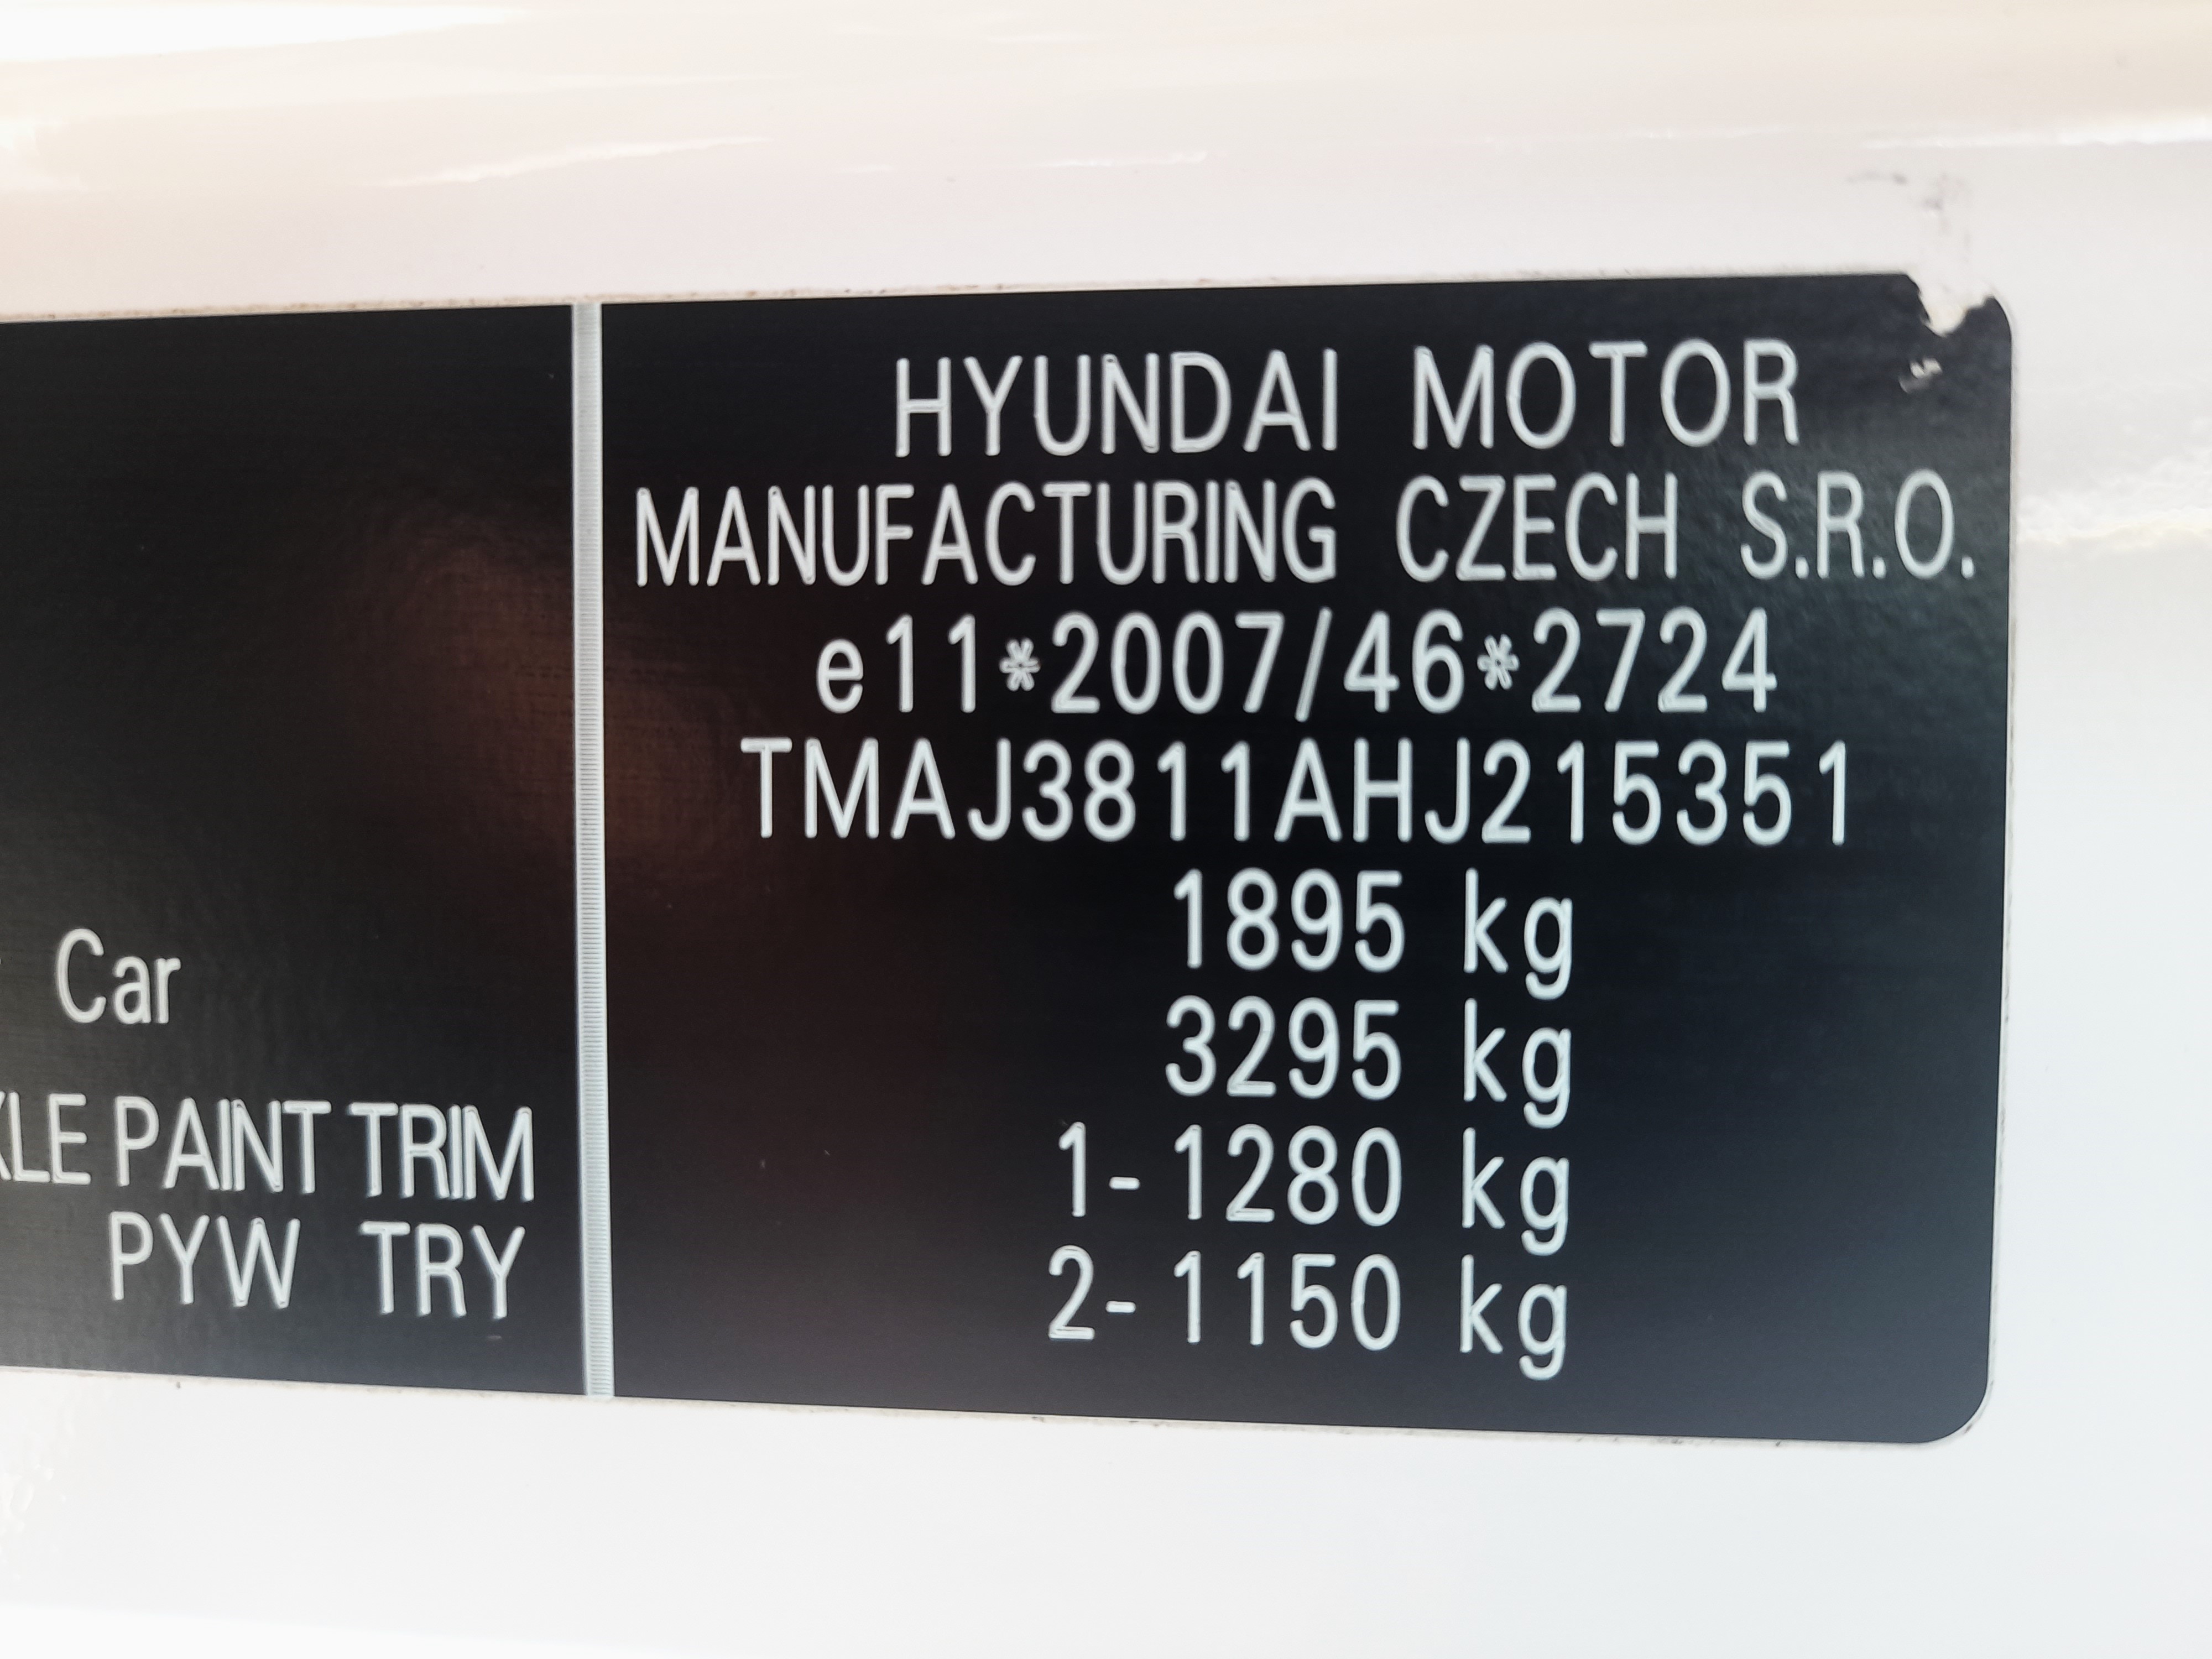 Car
PAINT TRIM
PYW TRY
HYUNDAI MOTOR
MANUFACTURING CZECH S.R.O.
e11*2007/46*2724
TMAJ3811AHJ215351
1895 kg
3295 kg
1-1280 kg
2-1150 kg